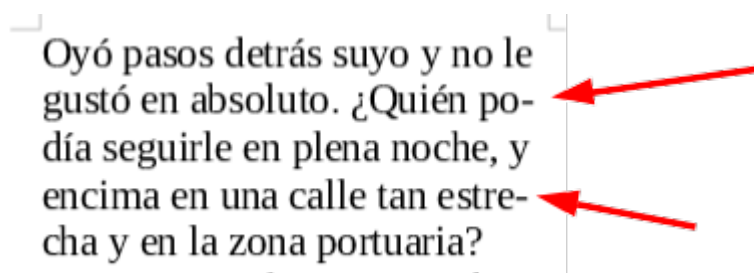 Oyó pasos detrás suyo y no le
gustó en absoluto. ¿Quién po-
día seguirle en plena noche, y
encima en una calle tan estre-
cha y en la zona portuaria?